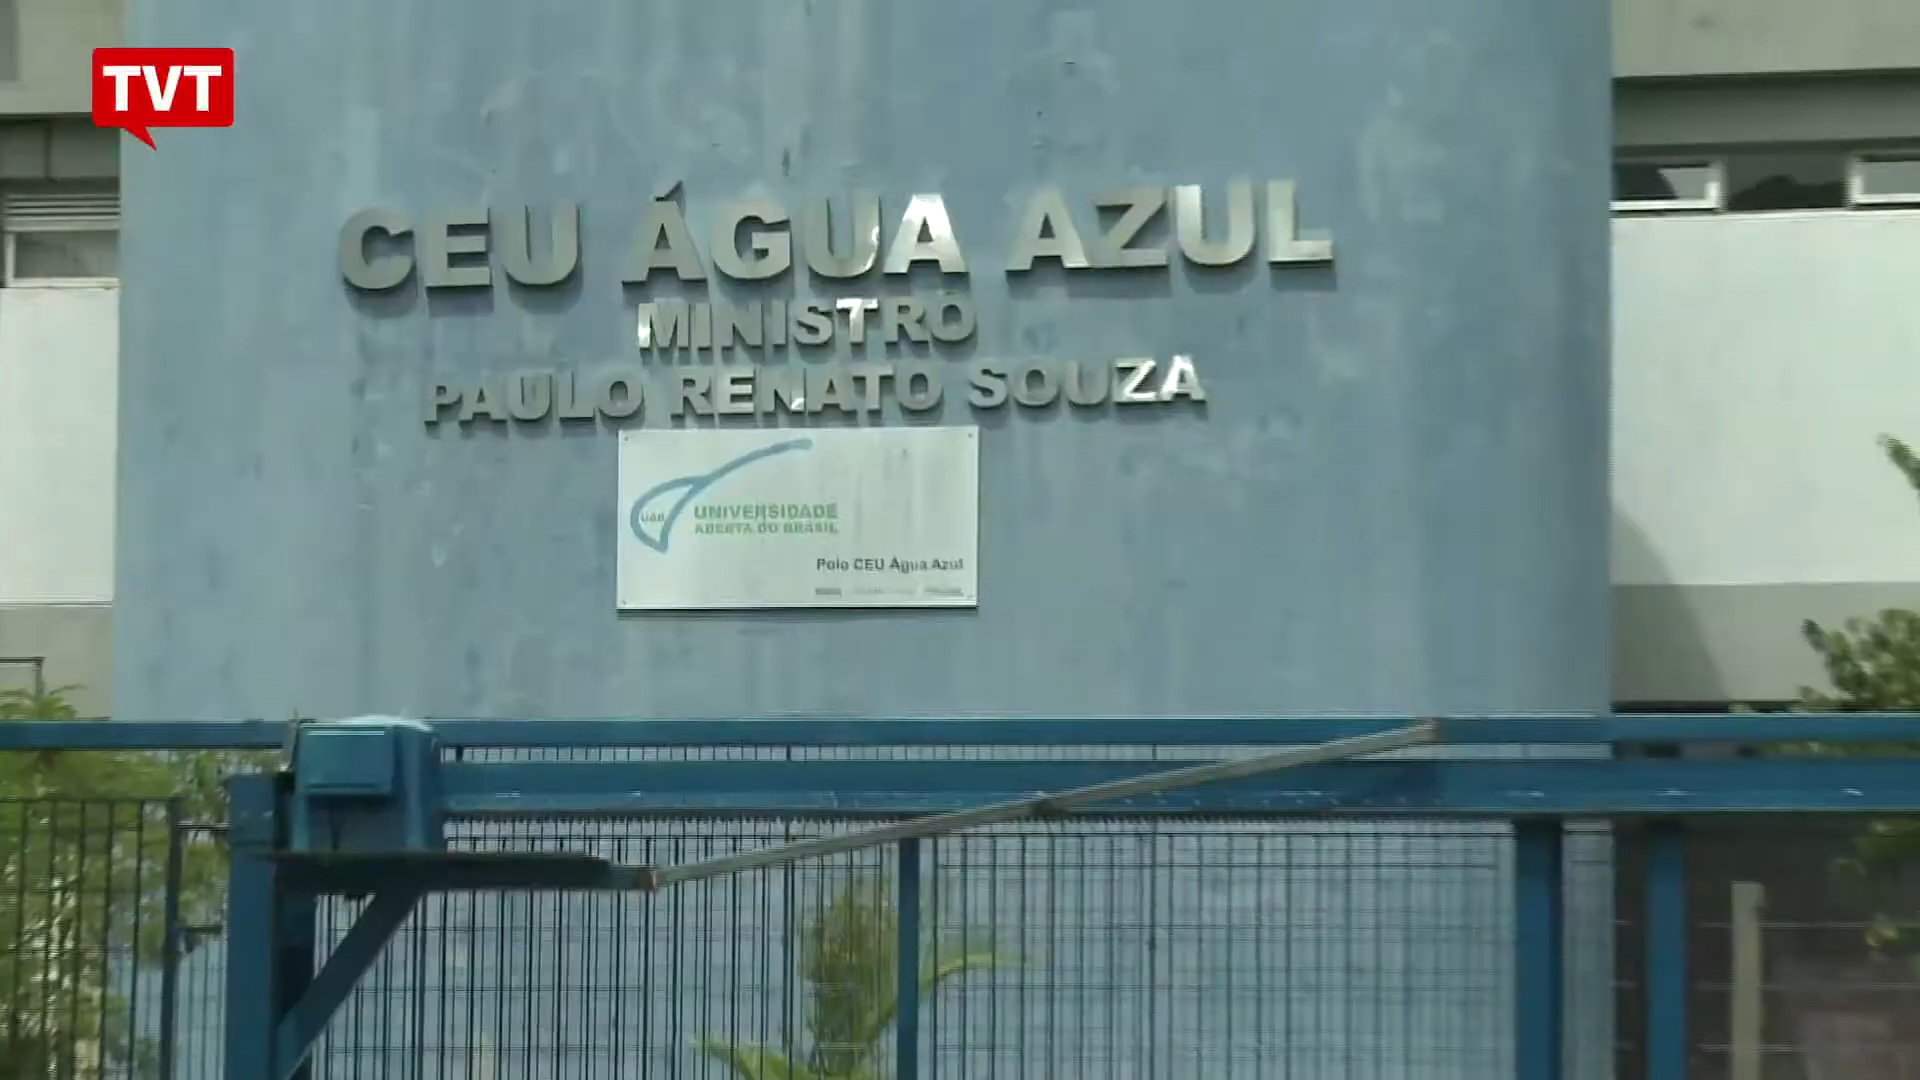 TVT
CEU ÁGUA AZUL
MINISTRO
PAULO RENATO SOUZA
UAB
UNIVERSIDADE
ABERTA DO BRASIL
Polo CEU Água Azul